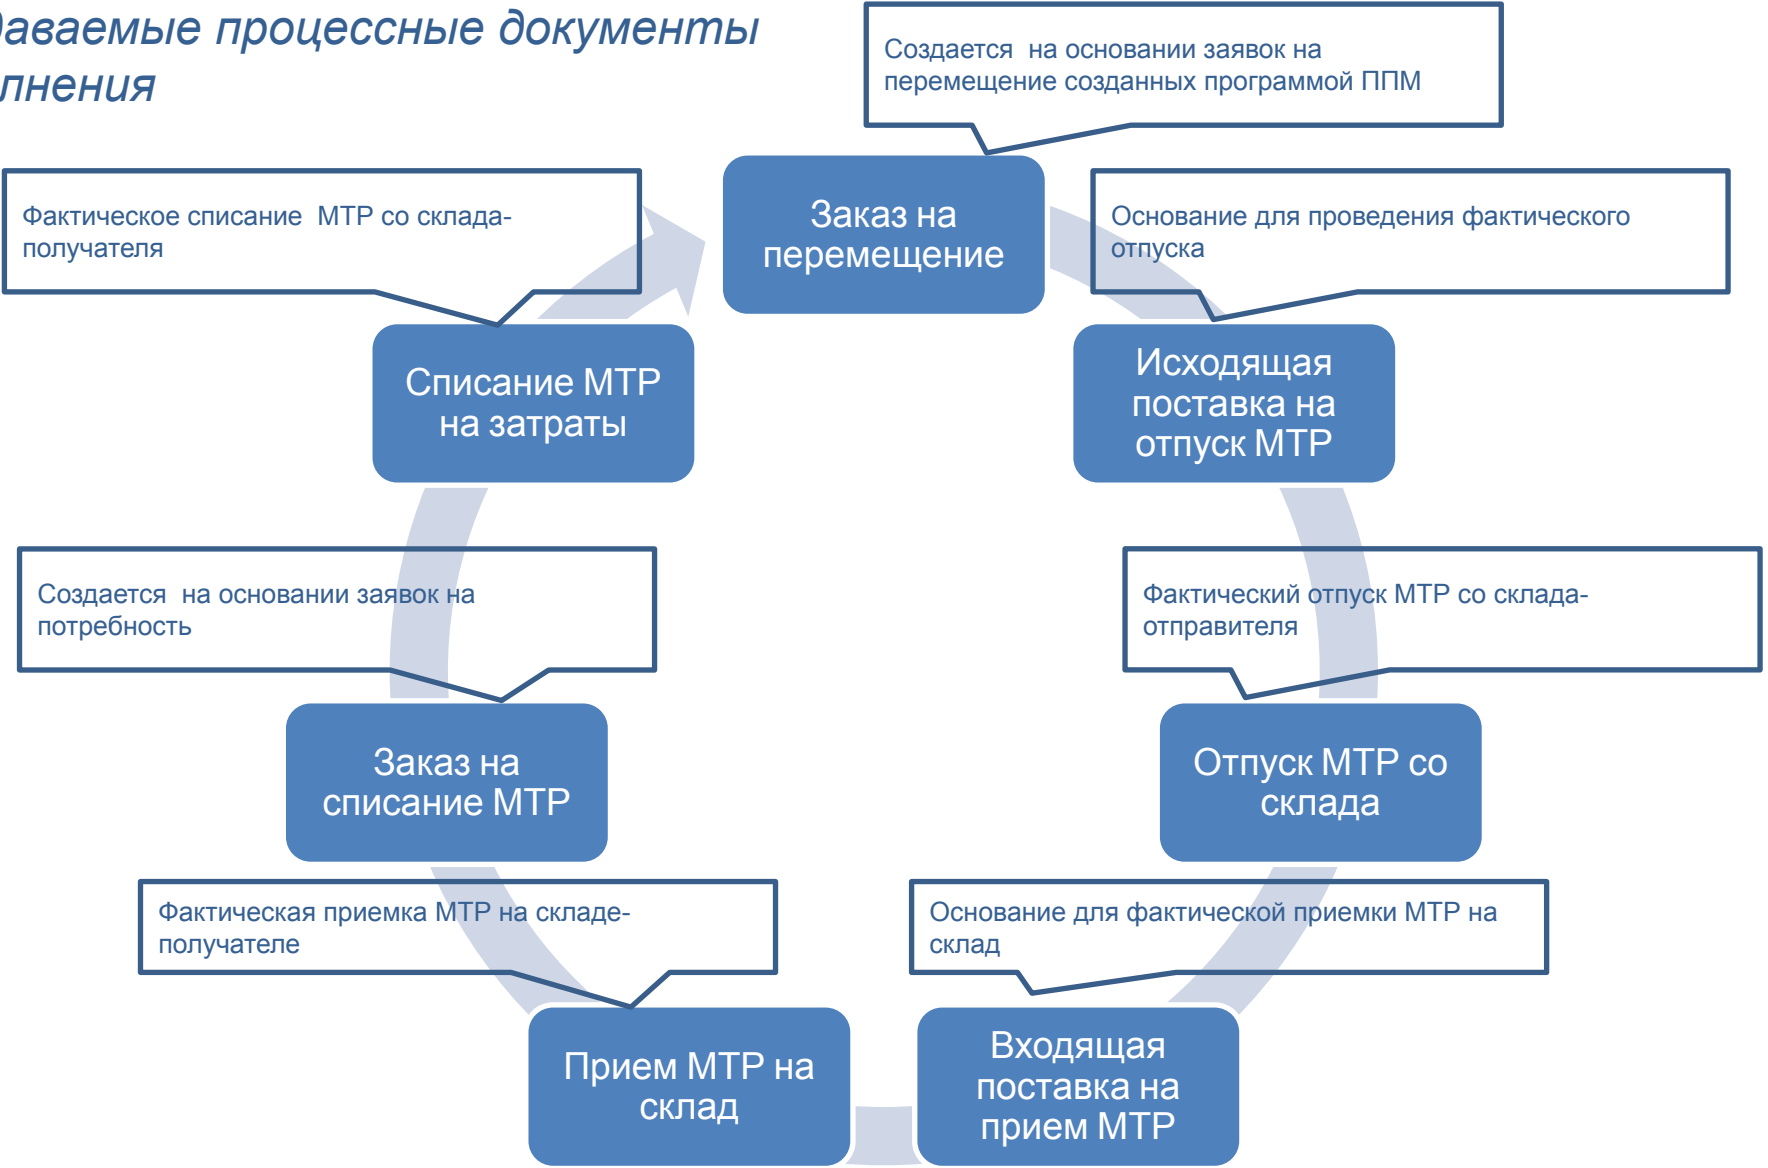 процессные документы
Создается на основании заявок на
перемещение созданных программой ППМ
Заказ на
перемещение
Основание для проведения фактического
отпуска
Исходящая
поставка на
отпуск МТР
Фактический отпуск МТР со склада-
отправителя
Отпуск МТР со
склада
Основание для фактической приемки МТР на
склад
Входящая
поставка на
прием МТР
Фактическая приемка МТР на складе-
получателе
Прием МТР на
склад
Создается на основании заявок на
потребность
Заказ на
списание МТР
Фактическое списание МТР со склада-
получателя
Списание МТР
на затраты